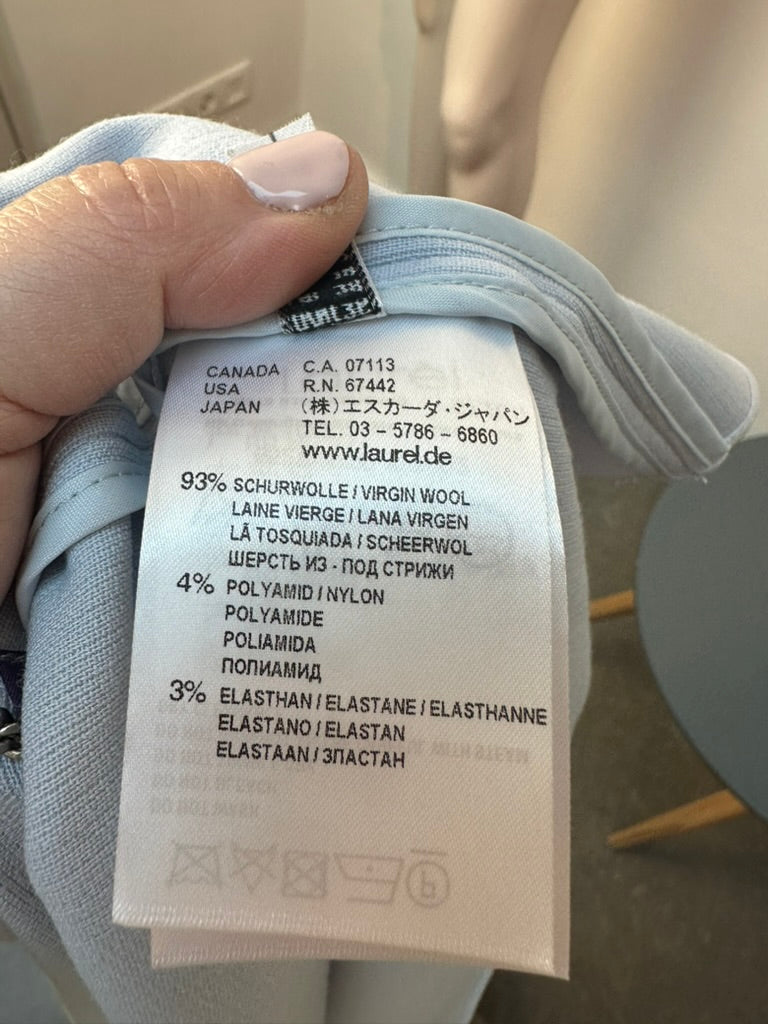 CANADA C.A. 07113
USA R.N. 67442
JAPAN (株)エスカーダ・ジャパン
TEL. 03 – 5786 – 6860
www.laurel.de
93% SCHURWOLLE / VIRGIN WOOL
LAINE VIERGE / LANA VIRGEN
LÃ TOSQUIADA / SCHEERWOL
ШЕРСТЬ ИЗ - ПОД СТРИЖИ
4% POLYAMID / NYLON
POLYAMIDE
POLIAMIDA
ПОПИАМИД
3% ELASTHAN / ELASTANE / ELASTHANNE
ELASTANO / ELASTAN
ELASTAAN / ЗПАСТАН